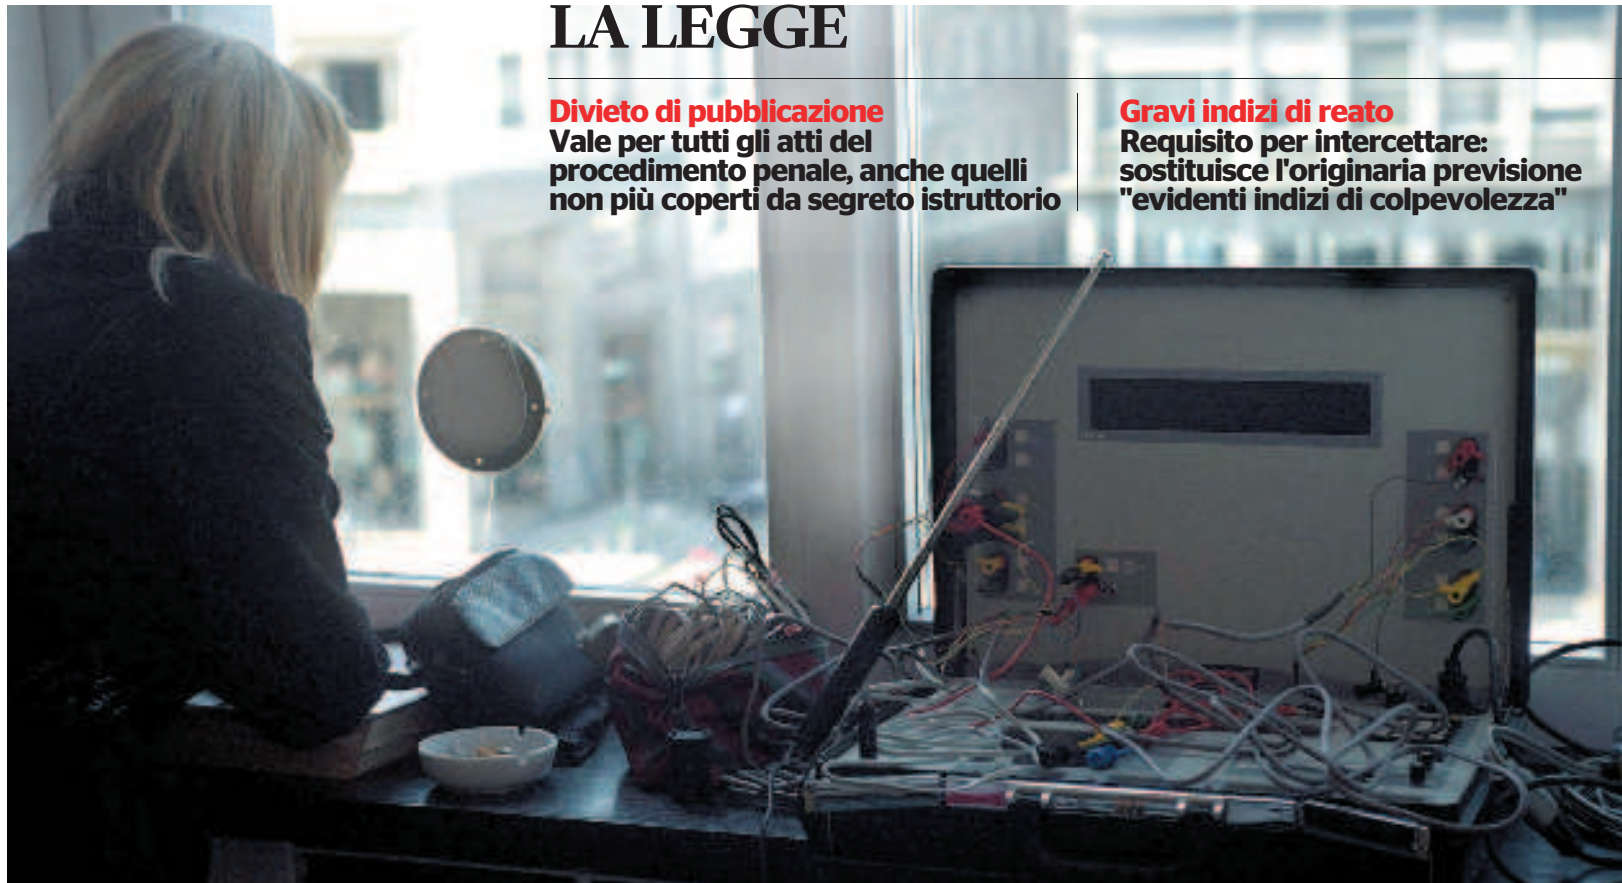 LA LEGGE
Divieto di pubblicazione
Vale per tutti gli atti del
procedimento penale, anche quelli
non più coperti da segreto istruttorio
Gravi indizi di reato
Requisito per intercettare:
sostituisce l'originaria previsione
"evidenti indizi di colpevolezza"